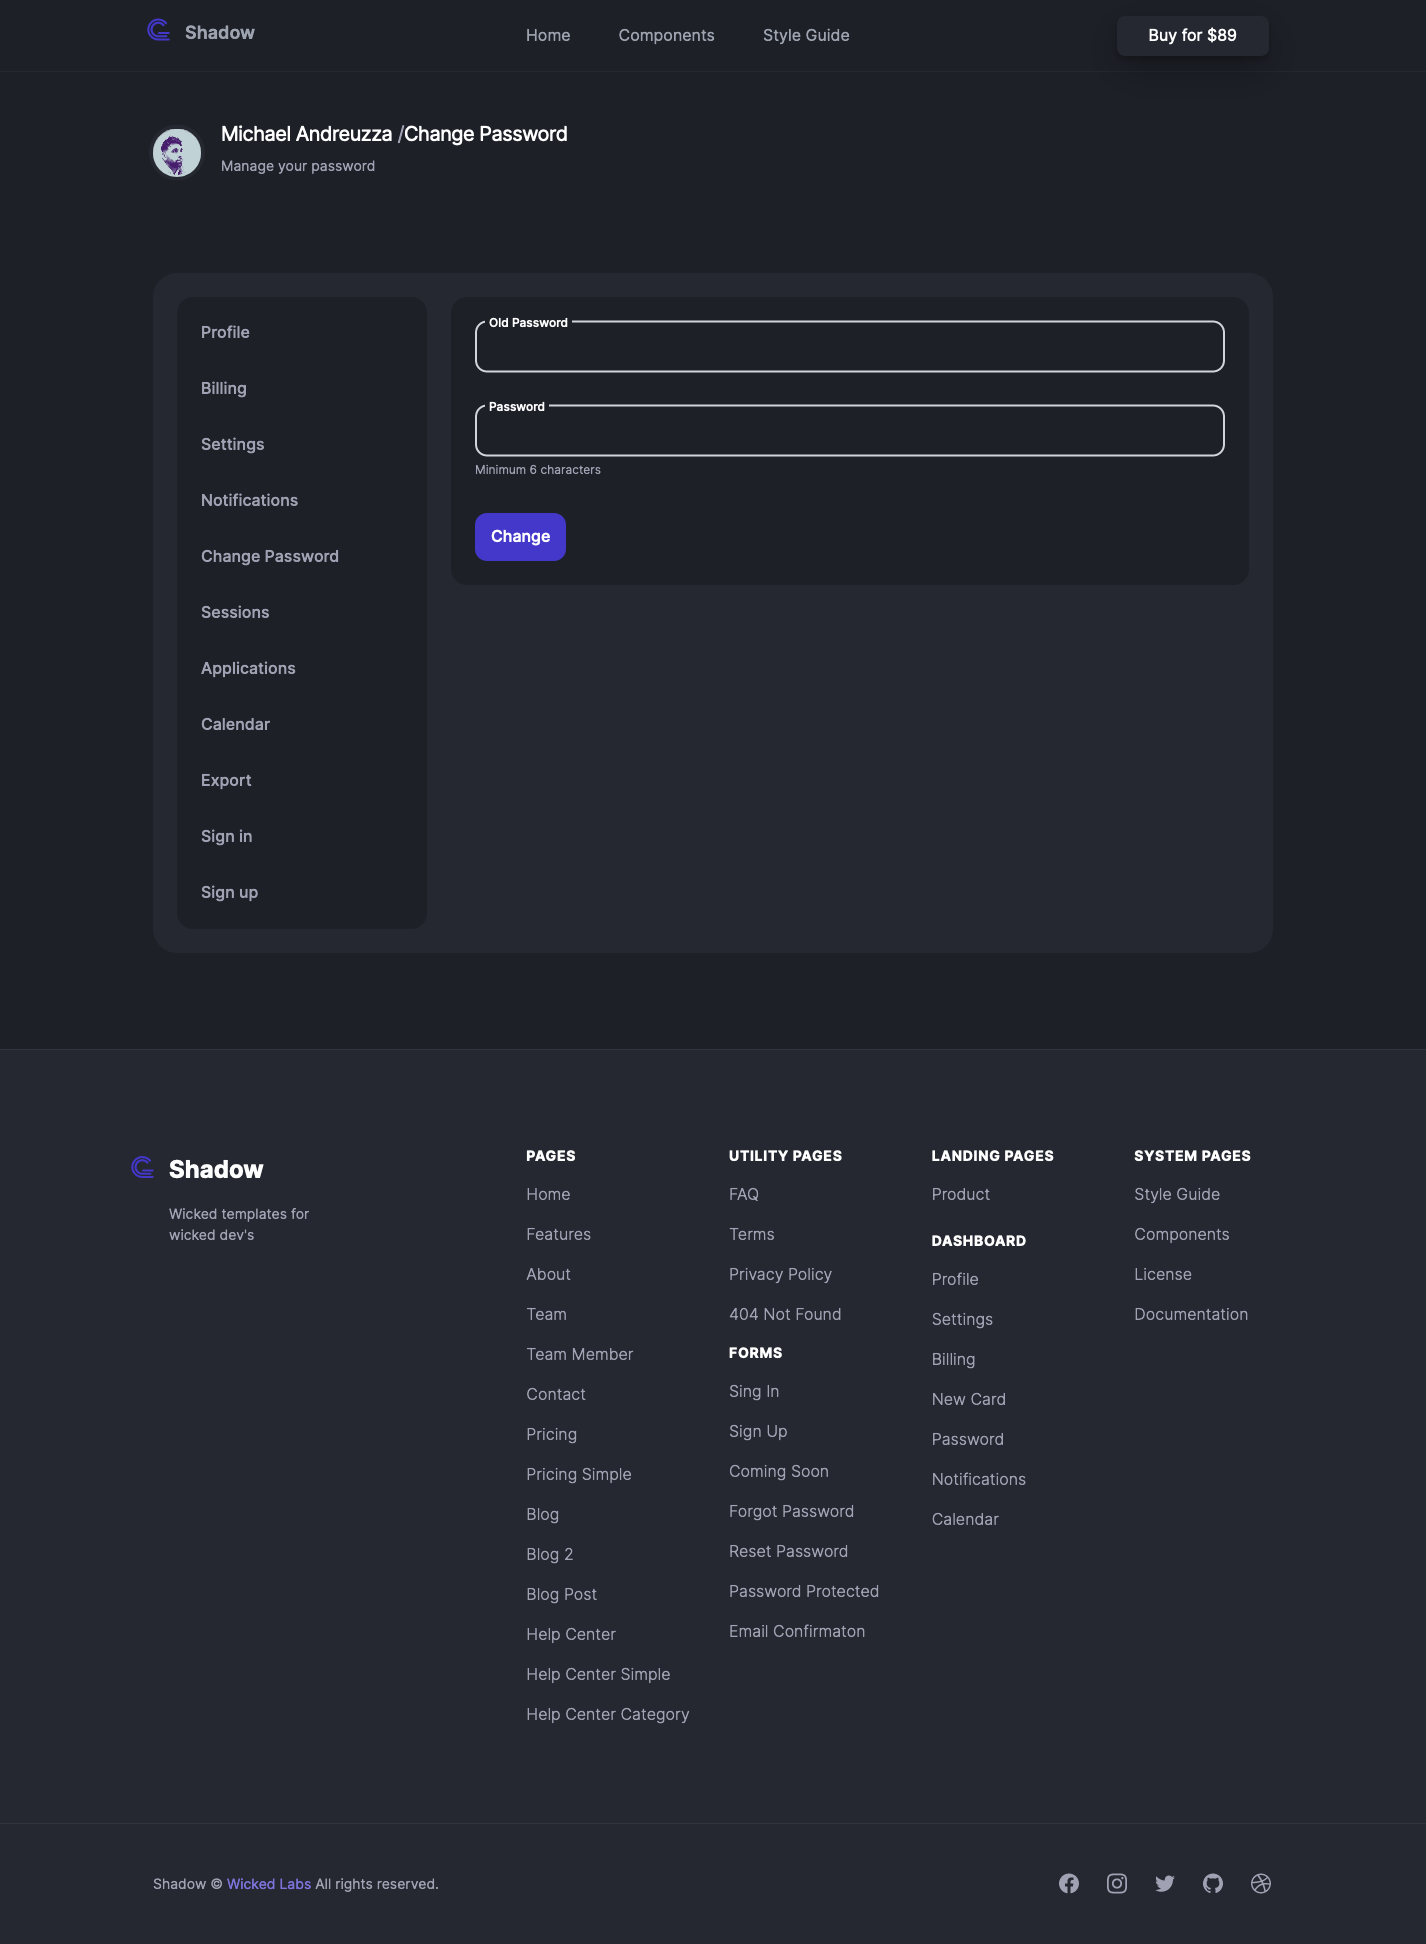 Shadow
Home
Components
Style Guide
Buy for $89
Michael Andreuzza /Change Password
Manage your password
Profile
Billing
Settings
Notifications
Change Password
Sessions
Applications
Calendar
Export
Sign in
Sign up
Old Password
Password
Minimum 6 characters
Change
Shadow
Wicked templates for
wicked dev's
PAGES
Home
Features
About
Team
Team Member
Contact
Pricing
Pricing Simple
Blog
Blog 2
Blog Post
Help Center
Help Center Simple
Help Center Category
UTILITY PAGES
FAQ
Terms
Privacy Policy
404 Not Found
FORMS
Sing In
Sign Up
Coming Soon
Forgot Password
Reset Password
Password Protected
Email Confirmaton
LANDING PAGES
Product
DASHBOARD
Profile
Settings
Billing
New Card
Password
Notifications
Calendar
SYSTEM PAGES
Style Guide
Components
License
Documentation
Shadow © Wicked Labs All rights reserved.